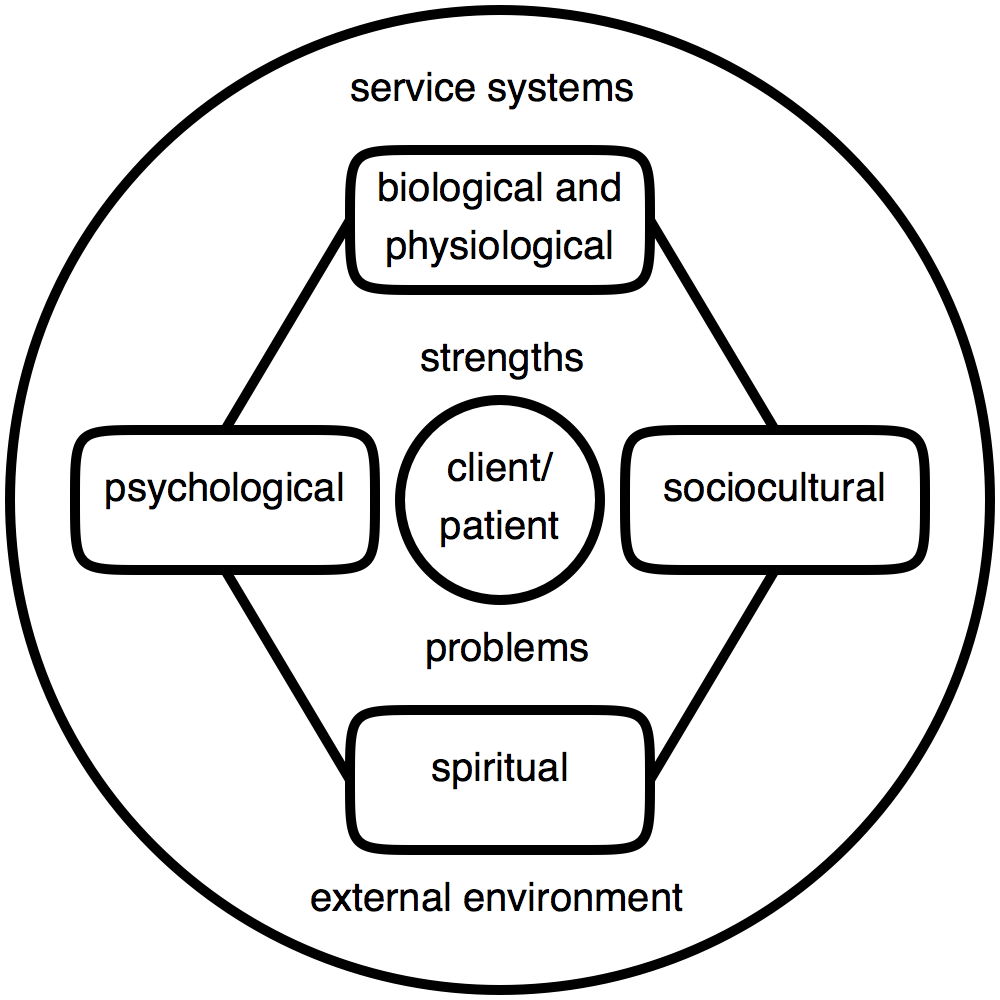 service systems
biological and
physiological
strengths
psychological
client/
patient
sociocultural
problems
spiritual
external environment